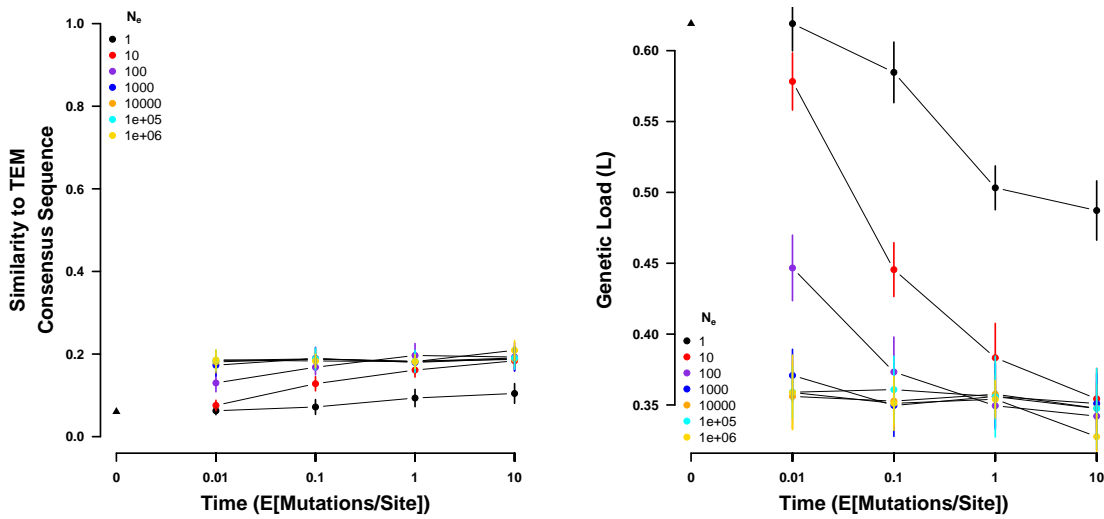 Similarity to TEM
Consensus Sequence
1.0
0.8
0.6
0.4
0.2
0.0
Ne
1
10
100
1000
10000
1e+05
1e+06
0
0.01
0.1
1
10
Time (E[Mutations/Site])
Genetic Load (L)
0.60
0.55
0.50
0.45
0.40
0.35
Ne
1
10
100
1000
10000
1e+05
1e+06
0
0.01
0.1
1
10
Time (E[Mutations/Site])